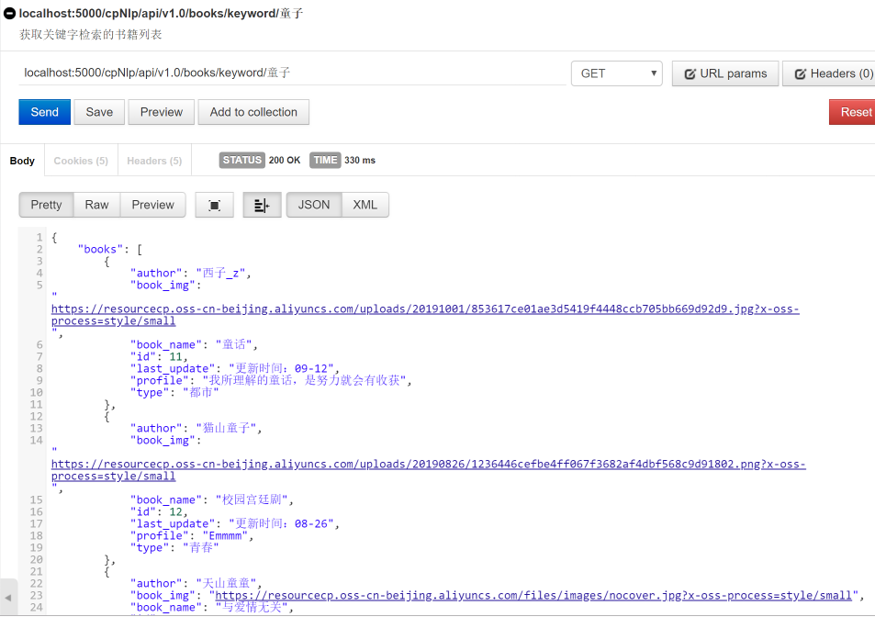 localhost:5000/cpNlp/api/v1.0/books/keyword/童子
获取关键字检索的书籍列表
localhost:5000/cpNlp/api/v1.0/books/keyword/童子 GET URL params Headers (0)
Send Save Preview Add to collection Reset
Body Cookies (5) Headers (5) STATUS 200 OK TIME 330 ms
Pretty Raw Preview JSON XML
1 {
2 "books": [
3 {
4 "author": "西子_z",
5 "book_img":
"
https://resourcecp.oss-cn-beijing.aliyuncs.com/uploads/20191001/853617ce01ae3d5419f4448ccb705bb669d92d9.jpg?x-oss-
process=style/small
",
6 "book_name": "童话",
7 "id": 11,
8 "last_update": "更新时间：09-12",
9 "profile": "我所理解的童话，是努力就会有收获",
10 "type": "都市"
11 },
12 {
13 "author": "猫山童子",
14 "book_img":
"
https://resourcecp.oss-cn-beijing.aliyuncs.com/uploads/20190826/1236446cefbe4ff067f3682af4dbf568c9d91802.png?x-oss-
process=style/small
",
15 "book_name": "校园宫廷剧",
16 "id": 12,
17 "last_update": "更新时间：08-26",
18 "profile": "Emmmm",
19 "type": "青春"
20 },
21 {
22 "author": "天山童童",
23 "book_img": "https://resourcecp.oss-cn-beijing.aliyuncs.com/files/images/nocover.jpg?x-oss-process=style/small",
24 "book_name": "与爱情无关",